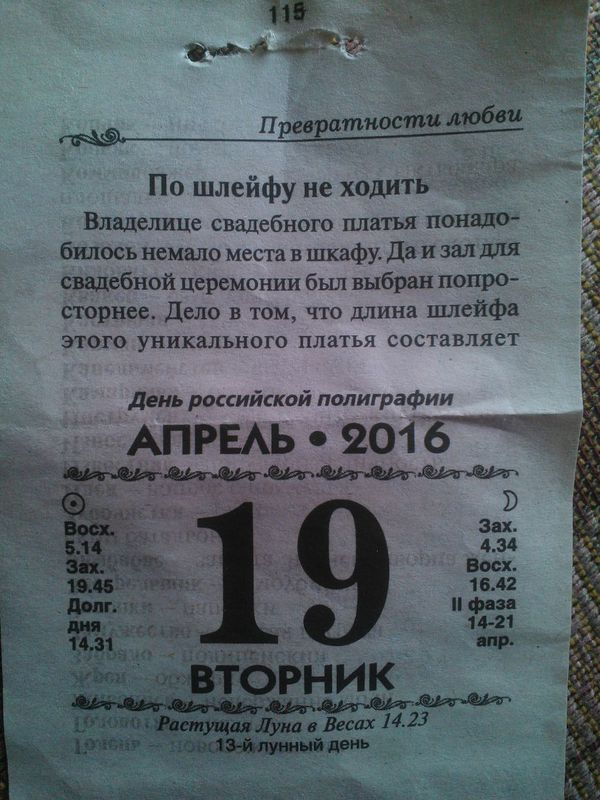 115
Превратности любви
По шлейфу не ходить
Владелице свадебного платья понадо-
билось немало места в шкафу. Да и зал для
свадебной церемонии был выбран попро-
сторнее. Дело в том, что длина шлейфа
этого уникального платья составляет
День российской полиграфии
АПРЕЛЬ • 2016
Восх.
5.14
Зах.
19.45
Долг.
дня
14.31
19
Зах.
4.34
Восх.
16.42
II фаза
14-21
апр.
ВТОРНИК
Растущая Луна в Весах 14.23
13-й лунный день